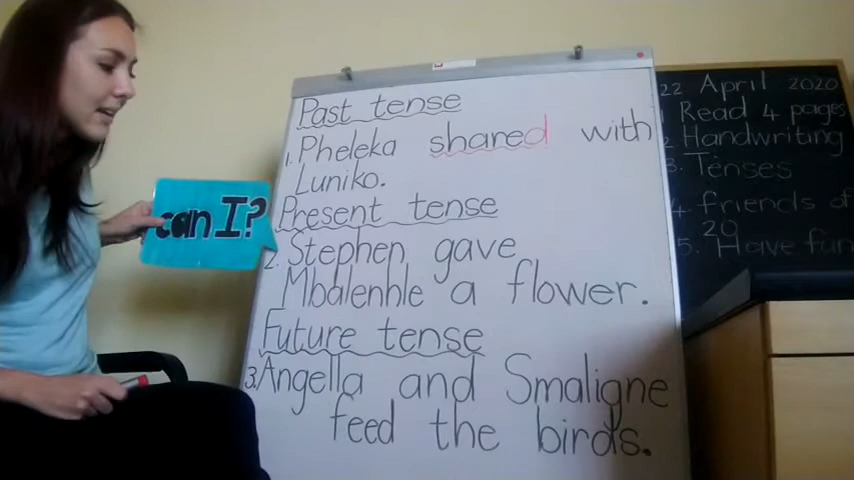 can I?
Past tense
1. Pheleka shared with
Luniko.
Present tense
2. Stephen gave
Mbalenhle a flower.
Future tense
3. Angella and Smaligne
feed the birds.
22 April 2020
1 Read 4 pages
2 Handwriting
3. Tenses
4 friends of
20
5. Have fun